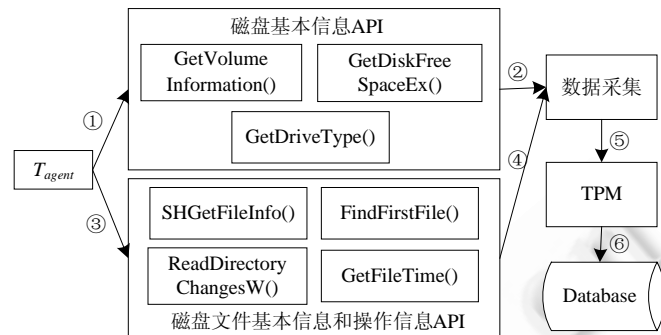 磁盘基本信息API
GetVolume
Information()
GetDiskFree
SpaceEx()
GetDriveType()
①
②
数据采集
T_agent
③
④
⑤
SHGetFileInfo()
FindFirstFile()
TPM
ReadDirectory
ChangesW()
GetFileTime()
⑥
Database
磁盘文件基本信息和操作信息API